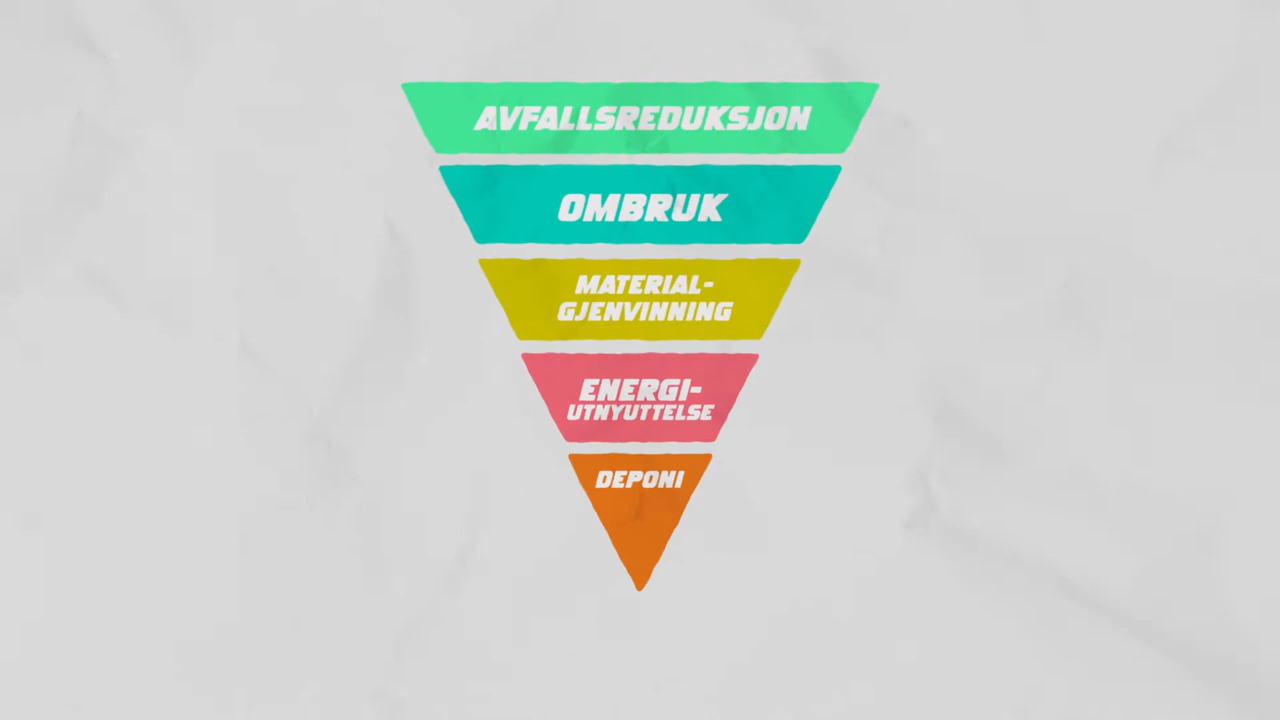 AVFALLSREDUKSJON
OMBRUK
MATERIAL-
GJENVINNING
ENERGI-
UTNYUTTELSE
DEPONI